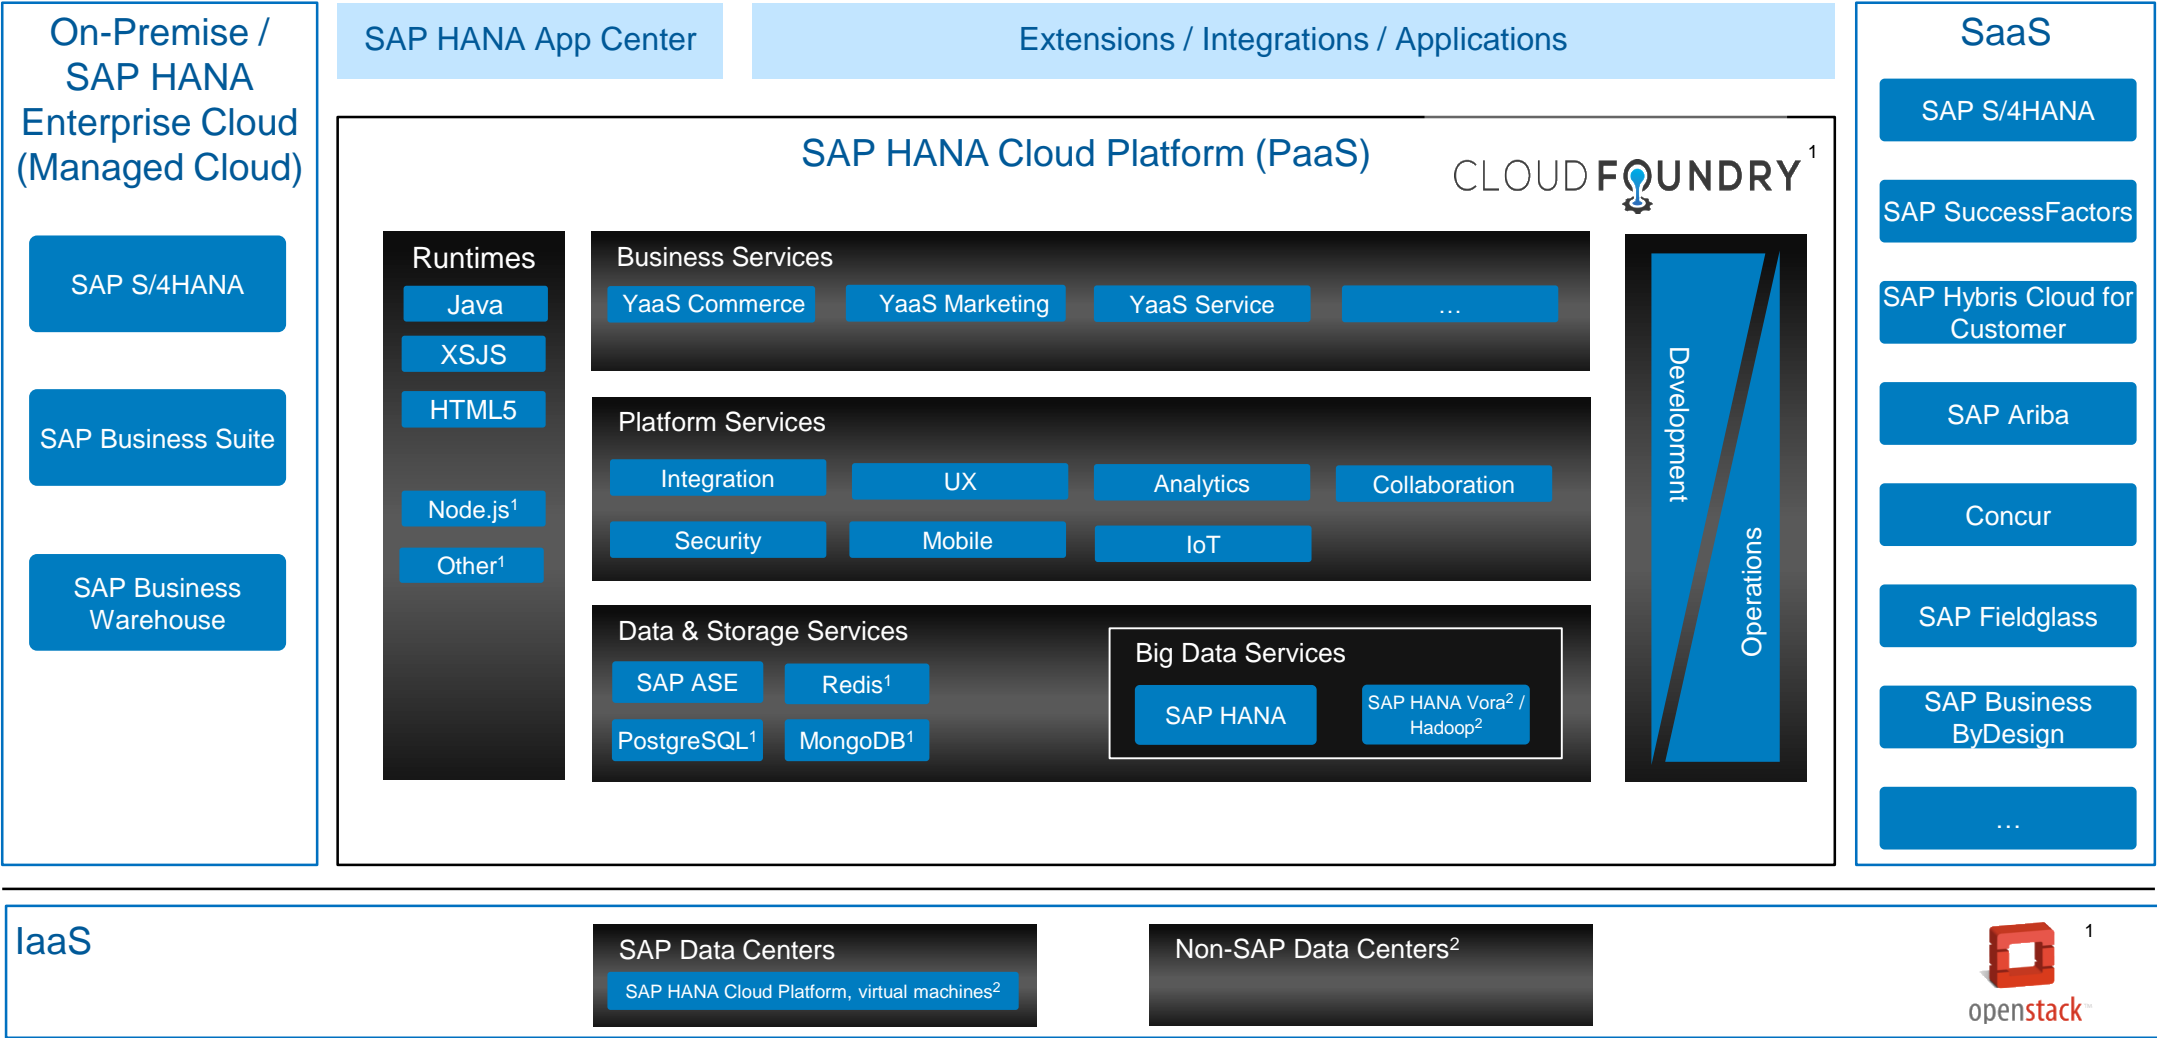 On-Premise /
SAP HANA
Enterprise Cloud
(Managed Cloud)
SAP S/4HANA
SAP Business Suite
SAP Business
Warehouse
SAP HANA App Center
Extensions / Integrations / Applications
SAP HANA Cloud Platform (PaaS)
CLOUD FOUNDRY 1
Runtimes
Java
XSJS
HTML5
Node.js1
Other1
Business Services
YaaS Commerce
YaaS Marketing
YaaS Service
…
Platform Services
Integration
UX
Analytics
Collaboration
Security
Mobile
IoT
Data & Storage Services
SAP ASE
Redis1
PostgreSQL1
MongoDB1
Big Data Services
SAP HANA
SAP HANA Vora2 /
Hadoop2
Development
Operations
SaaS
SAP S/4HANA
SAP SuccessFactors
SAP Hybris Cloud for
Customer
SAP Ariba
Concur
SAP Fieldglass
SAP Business
ByDesign
…
IaaS
SAP Data Centers
SAP HANA Cloud Platform, virtual machines2
Non-SAP Data Centers2
1
openstack™